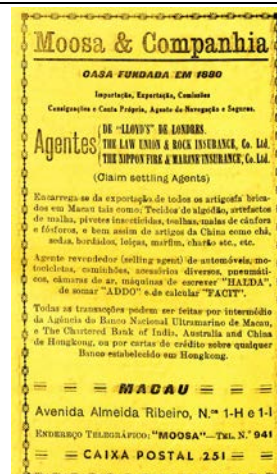 Moosa & Companhia
CASA FUNDADA EM 1880
Importação, Exportação, Comissões
Consignações e Conta Própria, Agente de Navegação e Seguros.
Agentes
DE "LLOYD'S" DE LONDRES.
THE LAW UNION & ROCK INSURANCE, Co. Ltd.
THE NIPPON FIRE & MARINE INSURANCE, Co. Ltd.
(Claim settling Agents)
Encarrega-se da exportação de todos os artigos fabrica-
dos em Macau tais como: Tecidos de algodão, artefactos
de malha, pivetes insecticidas, toalhas, malas de cânfora
e fósforos, e bem assim de artigos da China como chá,
sedas, bordados, loiças, marfim, charão etc., etc.
Agente revendedor (selling agent) de automóveis, mo-
tocicletas, caminhões, acessórios diversos, pneumáti-
cos, câmaras de ar, máquinas de escrever "HALDA",
de somar "ADDO" e de calcular "FACIT".
Todas as transacções podem ser feitas por intermédio
da Agência do Banco Nacional Ultramarino de Macau,
e The Chartered Bank of India, Australia and China
de Hongkong, ou por cartas de crédito sobre qualquer
Banco estabelecido em Hongkong.
MACAU
Avenida Almeida Ribeiro, N.ᵒˢ 1-H e 1-I
ENDEREÇO TELEGRÁFICO: "MOOSA"—TEL. N.º 941
CAIXA POSTAL 251